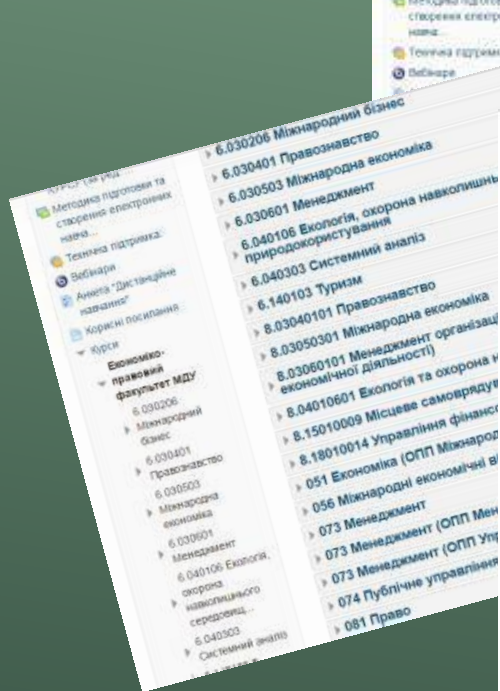 Методика підготовки та
створення електронних
навча...
Технічна підтримка.
Вебінари
Анкета "Дистанційне
навчання"
Корисні посилання
Курси
Економіко-
правовий
факультет МДУ
6.030206
Міжнародний
бізнес
6.030401
Правознавство
6.030503
Міжнародна
економіка
6.030601
Менеджмент
6.040106 Екологія,
охорона
навколишнього
середовищ...
6.040303
Системний аналіз
6.030206 Міжнародний бізнес
6.030401 Правознавство
6.030503 Міжнародна економіка
6.030601 Менеджмент
6.040106 Екологія, охорона навколишнь
природокористування
6.040303 Системний аналіз
6.140103 Туризм
8.03040101 Правознавство
8.03050301 Міжнародна економіка
8.03060101 Менеджмент організаці
економічної діяльності)
8.04010601 Екологія та охорона
8.15010009 Місцеве самовряду
8.18010014 Управління фінанс
051 Економіка (ОПП Міжнарод
056 Міжнародні економічні ві
073 Менеджмент
073 Менеджмент (ОПП Мен
073 Менеджмент (ОПП Упр
074 Публічне управління
081 Право
Вебінари